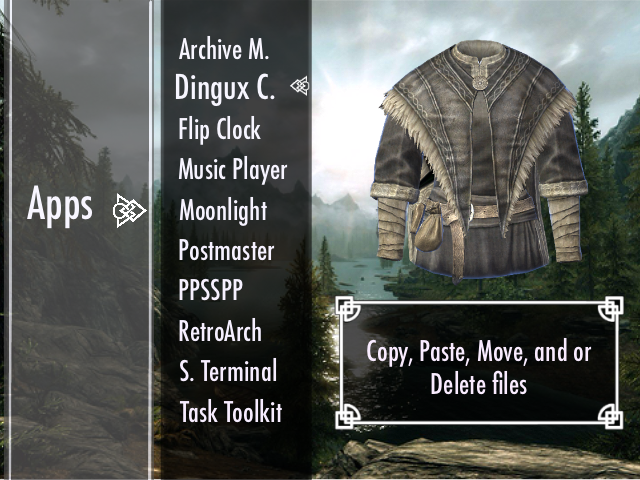 Apps
Archive M.
Dingux C.
Flip Clock
Music Player
Moonlight
Postmaster
PPSSPP
RetroArch
S. Terminal
Task Toolkit
Copy, Paste, Move, and or
Delete files